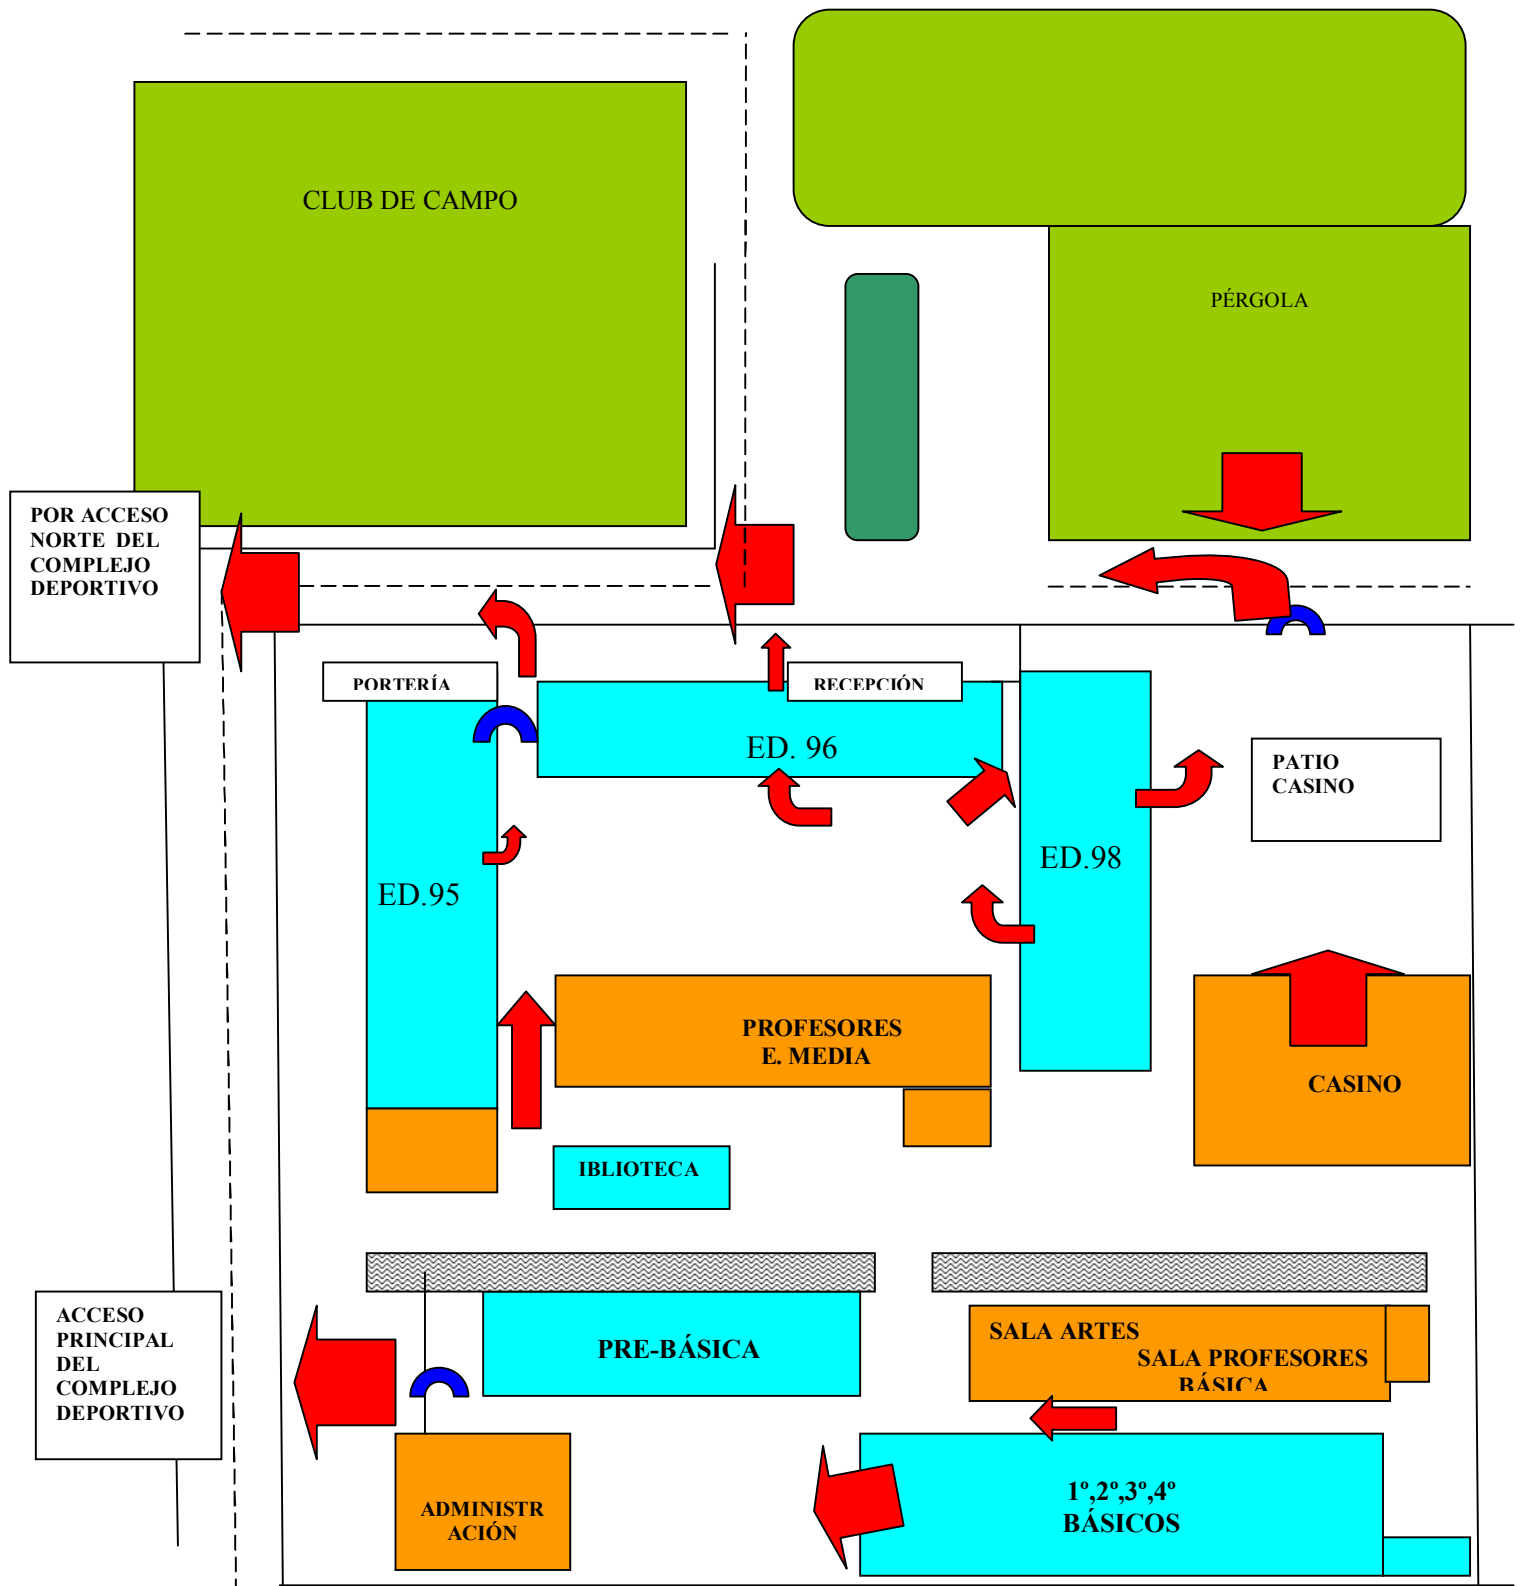 CLUB DE CAMPO
PÉRGOLA
POR ACCESO
NORTE DEL
COMPLEJO
DEPORTIVO
PORTERÍA
RECEPCIÓN
ED. 96
PATIO
CASINO
ED.98
ED.95
PROFESORES
E. MEDIA
CASINO
IBLIOTECA
ACCESO
PRINCIPAL
DEL
COMPLEJO
DEPORTIVO
PRE-BÁSICA
SALA ARTES
SALA PROFESORES
BÁSICA
ADMINISTR
ACIÓN
1º,2º,3º,4º
BÁSICOS